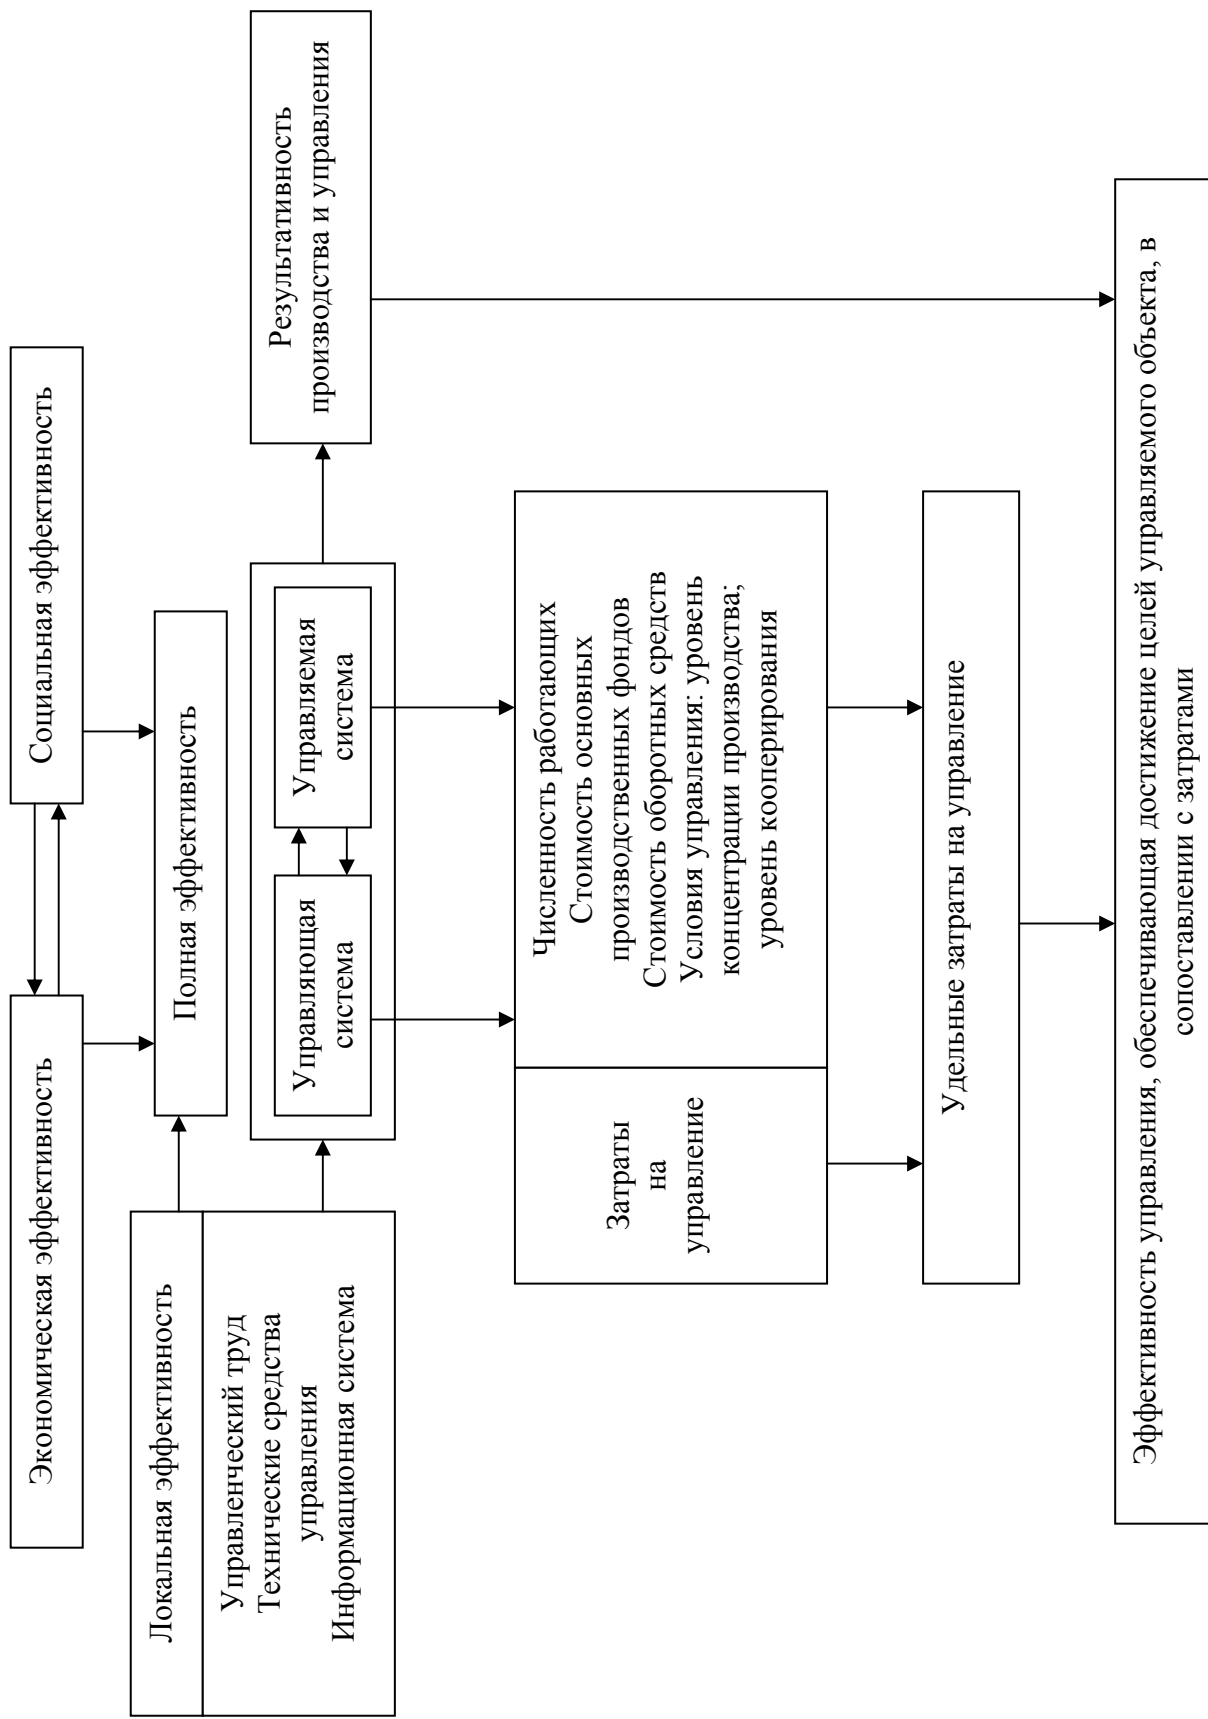 Экономическая эффективность
Социальная эффективность
Локальная эффективность
Полная эффективность
Управленческий труд
Технические средства
управления
Информационная система
Управляющая
система
Управляемая
система
Результативность
производства и управления
Затраты
на
управление
Численность работающих
Стоимость основных
производственных фондов
Стоимость оборотных средств
Условия управления: уровень
концентрации производства;
уровень кооперирования
Удельные затраты на управление
Эффективность управления, обеспечивающая достижение целей управляемого объекта, в
сопоставлении с затратами